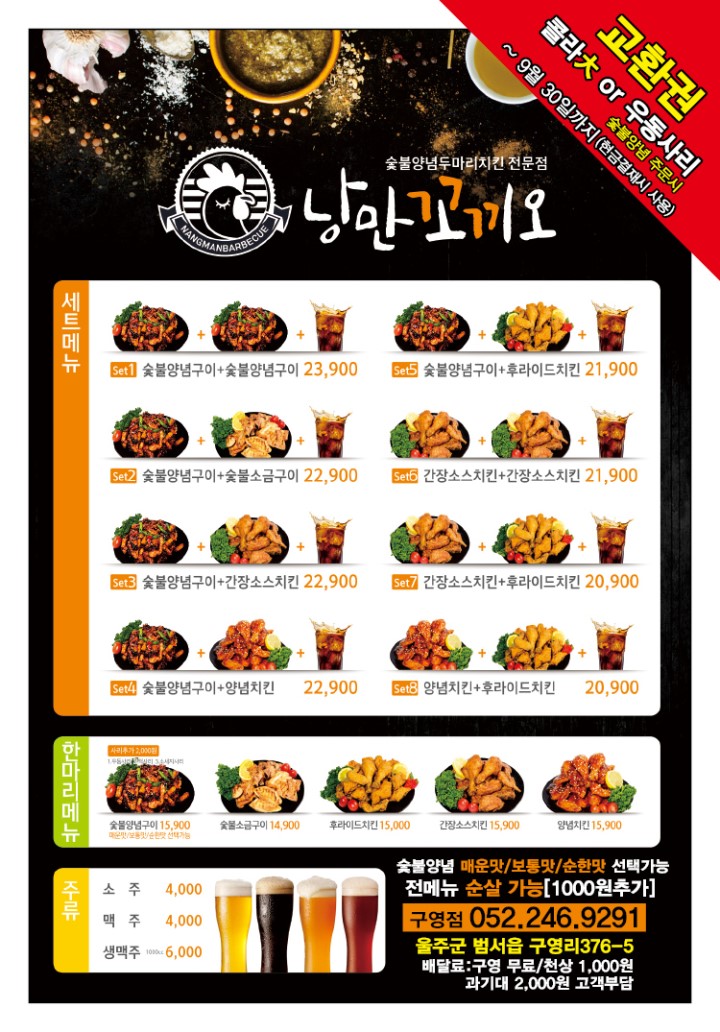 교환권
콜라大 or 우동사리
숯불양념 주문시
~ 9월 30일까지 (현금결재시 사용)
숯불양념두마리치킨 전문점
낭만꼬끼오
NANGMANBARBECUE
세트메뉴
Set1 숯불양념구이+숯불양념구이 23,900
Set5 숯불양념구이+후라이드치킨 21,900
Set2 숯불양념구이+숯불소금구이 22,900
Set6 간장소스치킨+간장소스치킨 21,900
Set3 숯불양념구이+간장소스치킨 22,900
Set7 간장소스치킨+후라이드치킨 20,900
Set4 숯불양념구이+양념치킨 22,900
Set8 양념치킨+후라이드치킨 20,900
한마리메뉴
사리추가 2,000원
숯불양념구이 15,900
매운맛/보통맛/순한맛 선택가능
숯불소금구이 14,900
후라이드치킨 15,000
간장소스치킨 15,900
양념치킨 15,900
주류
소 주 4,000
맥 주 4,000
생맥주 1000cc 6,000
숯불양념 매운맛/보통맛/순한맛 선택가능
전메뉴 순살 가능[1000원추가]
구영점 052.246.9291
울주군 범서읍 구영리376-5
배달료:구영 무료/천상 1,000원
과기대 2,000원 고객부담